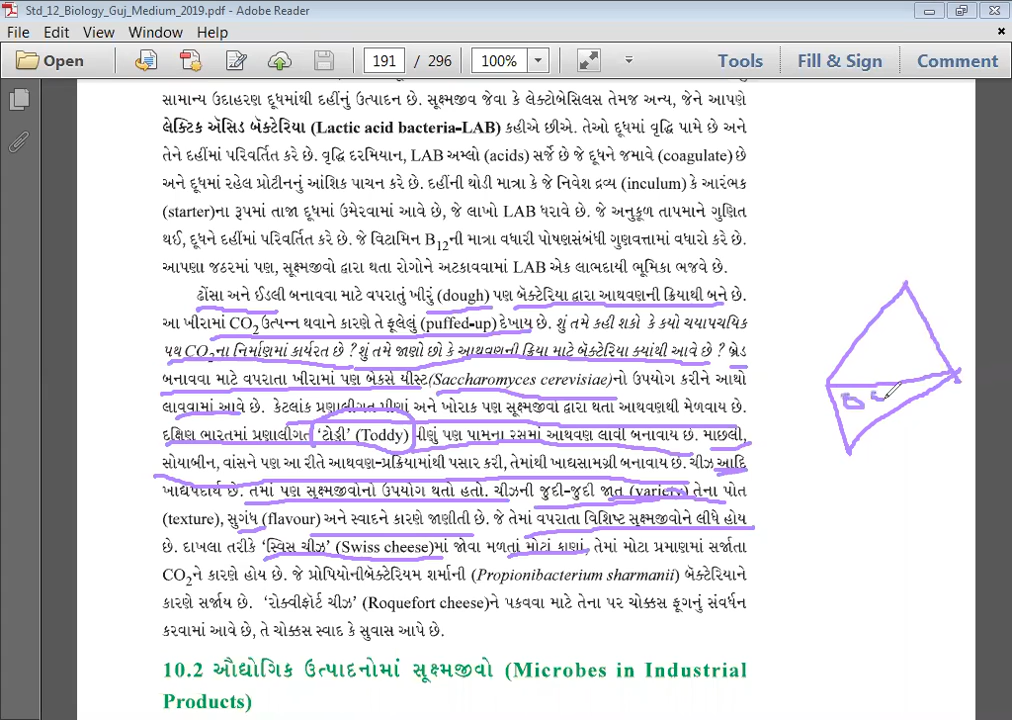 Std_12_Biology_Guj_Medium_2019.pdf - Adobe Reader
File Edit View Window Help
Open 191 / 296 100% Tools Fill & Sign Comment
સામાન્ય ઉદાહરણ દૂધમાંથી દહીંનું ઉત્પાદન છે. સૂક્ષ્મજીવ જેવા કે લેક્ટોબેસિલસ તેમજ અન્ય, જેને આપણે
લેક્ટિક ઍસિડ બૅક્ટેરિયા (Lactic acid bacteria-LAB) કહીએ છીએ. તેઓ દૂધમાં વૃદ્ધિ પામે છે અને
તેને દહીંમાં પરિવર્તિત કરે છે. વૃદ્ધિ દરમિયાન, LAB અમ્લો (acids) સર્જે છે જે દૂધને જમાવે (coagulate) છે
અને દૂધમાં રહેલ પ્રોટીનનું આંશિક પાચન કરે છે. દહીંની થોડી માત્રા કે જે નિવેશ દ્રવ્ય (inculum) કે આરંભક
(starter)ના રૂપમાં તાજા દૂધમાં ઉમેરવામાં આવે છે, જે લાખો LAB ધરાવે છે. જે અનુકૂળ તાપમાને ગુણિત
થઈ, દૂધને દહીંમાં પરિવર્તિત કરે છે. જે વિટામિન B12ની માત્રા વધારી પોષણસંબંધી ગુણવત્તામાં વધારો કરે છે.
આપણા જઠરમાં પણ, સૂક્ષ્મજીવો દ્વારા થતા રોગોને અટકાવવામાં LAB એક લાભદાયી ભૂમિકા ભજવે છે.
ઢોંસા અને ઈડલી બનાવવા માટે વપરાતું ખીરું (dough) પણ બૅક્ટેરિયા દ્વારા આથવણની ક્રિયાથી બને છે.
આ ખીરામાં CO2 ઉત્પન્ન થવાને કારણે તે ફૂલેલું (puffed-up) દેખાય છે. શું તમે કહી શકો કે કયો ચયાપચયિક
પથ CO2ના નિર્માણમાં કાર્યરત છે ? શું તમે જાણો છો કે આથવણની ક્રિયા માટે બૅક્ટેરિયા ક્યાંથી આવે છે ? બ્રેડ
બનાવવા માટે વપરાતા ખીરામાં પણ બેકર્સ યીસ્ટ(Saccharomyces cerevisiae)નો ઉપયોગ કરીને આથો
લાવવામાં આવે છે. કેટલાંક પ્રણાલીગત પીણાં અને ખોરાક પણ સૂક્ષ્મજીવો દ્વારા થતા આથવણથી મેળવાય છે.
દક્ષિણ ભારતમાં પ્રણાલીગત 'ટોડ્ડી' (Toddy) પીણું પણ પામના રસમાં આથવણ લાવી બનાવાય છે. માછલી,
સોયાબીન, વાંસને પણ આ રીતે આથવણ-પ્રક્રિયામાંથી પસાર કરી, તેમાંથી ખાદ્યસામગ્રી બનાવાય છે. ચીઝ આદિ
ખાદ્યપદાર્થ છે. તેમાં પણ સૂક્ષ્મજીવોનો ઉપયોગ થતો હતો. ચીઝની જુદી-જુદી જાત (variety) તેના પોત
(texture), સુગંધ (flavour) અને સ્વાદને કારણે જાણીતી છે. જે તેમાં વપરાતા વિશિષ્ટ સૂક્ષ્મજીવોને લીધે હોય
છે. દાખલા તરીકે 'સ્વિસ ચીઝ' (Swiss cheese)માં જોવા મળતાં મોટાં કાણાં, તેમાં મોટા પ્રમાણમાં સર્જાતા
CO2ને કારણે હોય છે. જે પ્રોપિયોનીબૅક્ટેરિયમ શર્માની (Propionibacterium sharmanii) બૅક્ટેરિયાને
કારણે સર્જાય છે. 'રોક્વીફૉર્ટ ચીઝ' (Roquefort cheese)ને પકવવા માટે તેના પર ચોક્કસ ફૂગનું સંવર્ધન
કરવામાં આવે છે, તે ચોક્કસ સ્વાદ કે સુવાસ આપે છે.
10.2 ઔદ્યોગિક ઉત્પાદનોમાં સૂક્ષ્મજીવો (Microbes in Industrial
Products)